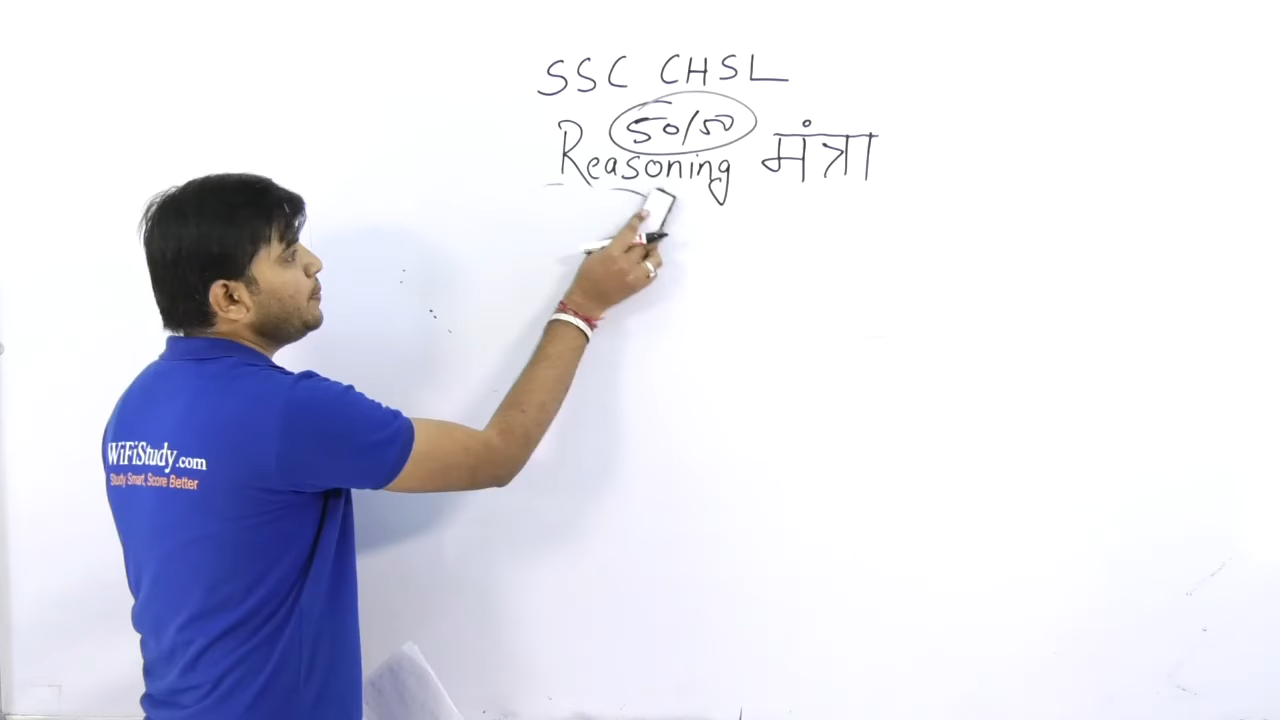 SSC CHSL
50/50
Reasoning मंत्रा
WiFiStudy.com
Study Smart, Score Better